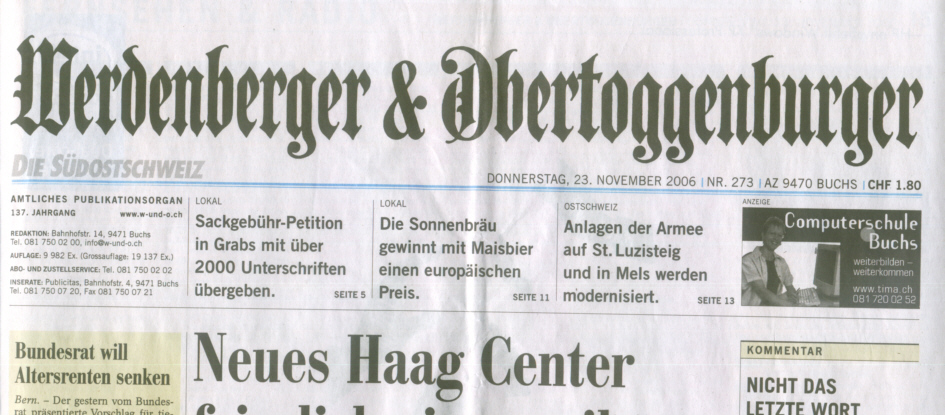 Werdenberger & Obertoggenburger
DIE SÜDOSTSCHWEIZ
DONNERSTAG, 23. NOVEMBER 2006 | NR. 273 | AZ 9470 BUCHS | CHF 1.80
AMTLICHES PUBLIKATIONSORGAN
137. JAHRGANG www.w-und-o.ch
REDAKTION: Bahnhofstr. 14, 9471 Buchs
Tel. 081 750 02 00, info@w-und-o.ch
AUFLAGE: 9 982 Ex. (Grossauflage: 19 137 Ex.)
ABO- UND ZUSTELLSERVICE: Tel. 081 750 02 02
INSERATE: Publicitas, Bahnhofstr. 4, 9471 Buchs
Tel. 081 750 07 20, Fax 081 750 07 21
LOKAL
Sackgebühr-Petition
in Grabs mit über
2000 Unterschriften
übergeben. SEITE 5
LOKAL
Die Sonnenbräu
gewinnt mit Maisbier
einen europäischen
Preis. SEITE 11
OSTSCHWEIZ
Anlagen der Armee
auf St. Luzisteig
und in Mels werden
modernisiert. SEITE 13
ANZEIGE
Computerschule
Buchs
weiterbilden –
weiterkommen
www.tima.ch
081 720 02 52
Bundesrat will
Altersrenten senken
Bern. – Der gestern vom Bundes-
rat präsentierte Vorschlag für tie-
Neues Haag Center
KOMMENTAR
NICHT DAS
LETZTE WORT